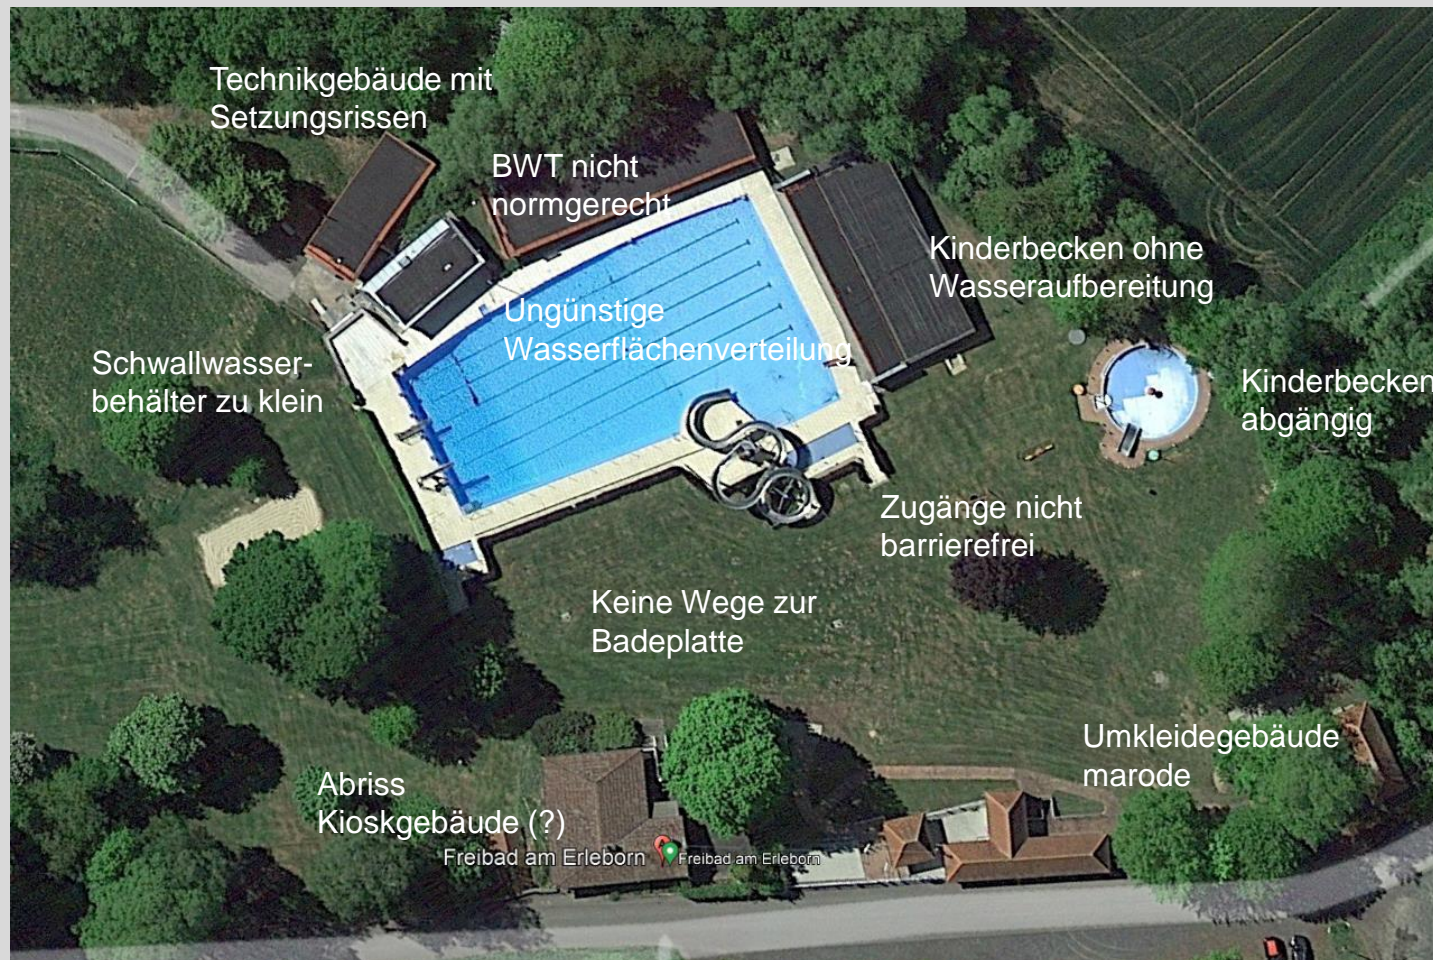 Technikgebäude mit
Setzungsrissen
BWT nicht
normgerecht
Kinderbecken ohne
Wasseraufbereitung
Ungünstige
Wasserflächenverteilung
Schwallwasser-
behälter zu klein
Kinderbecken
abgängig
Zugänge nicht
barrierefrei
Keine Wege zur
Badeplatte
Umkleidegebäude
marode
Abriss
Kioskgebäude (?)
Freibad am Erleborn
Freibad am Erleborn